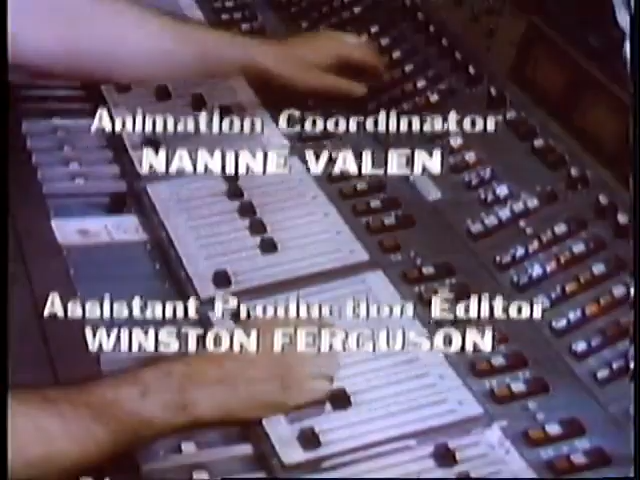 Animation Coordinator
NANINE VALEN
Assistant Production Editor
WINSTON FERGUSON